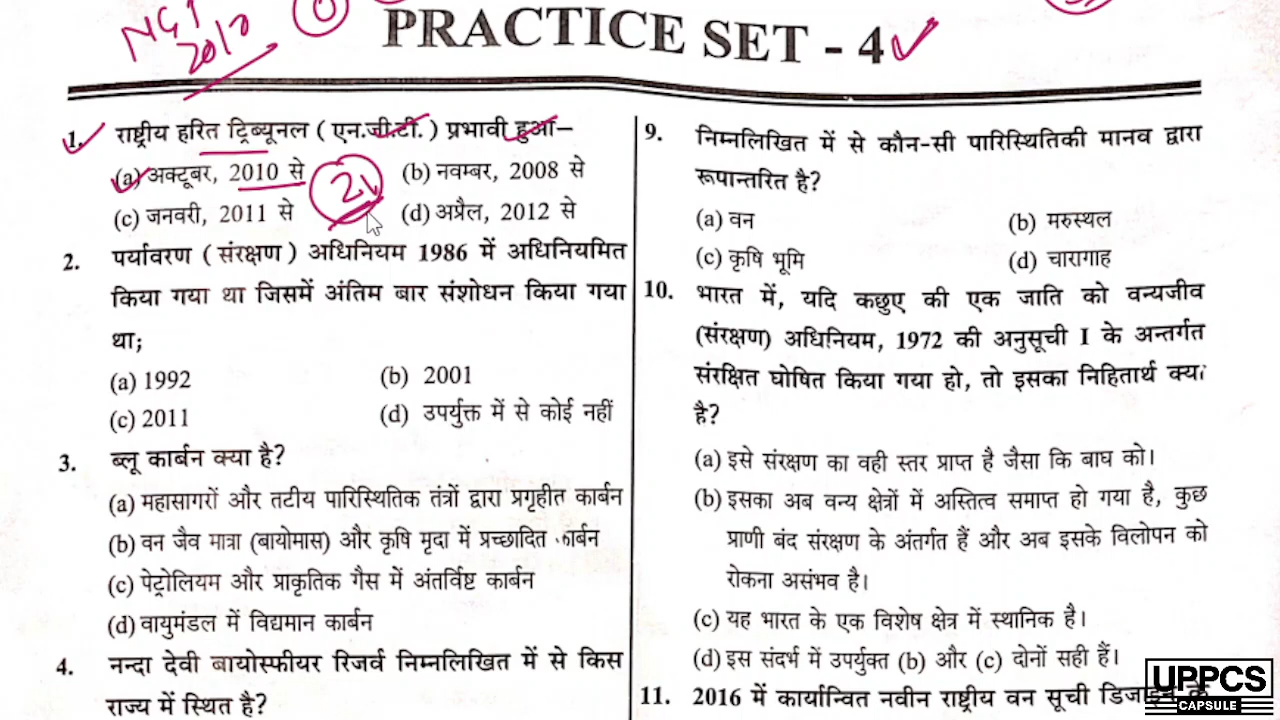 NGT
2010
PRACTICE SET - 4
1. राष्ट्रीय हरित ट्रिब्यूनल ( एन.जी.टी. ) प्रभावी हुआ–
(a) अक्टूबर, 2010 से (b) नवम्बर, 2008 से
(c) जनवरी, 2011 से (d) अप्रैल, 2012 से
2. पर्यावरण ( संरक्षण ) अधिनियम 1986 में अधिनियमित
किया गया था जिसमें अंतिम बार संशोधन किया गया
था;
(a) 1992 (b) 2001
(c) 2011 (d) उपर्युक्त में से कोई नहीं
3. ब्लू कार्बन क्या है?
(a) महासागरों और तटीय पारिस्थितिक तंत्रों द्वारा प्रगृहीत कार्बन
(b) वन जैव मात्रा (बायोमास) और कृषि मृदा में प्रच्छादित कार्बन
(c) पेट्रोलियम और प्राकृतिक गैस में अंतर्विष्ट कार्बन
(d) वायुमंडल में विद्यमान कार्बन
4. नन्दा देवी बायोस्फीयर रिजर्व निम्नलिखित में से किस
राज्य में स्थित है?
9. निम्नलिखित में से कौन-सी पारिस्थितिकी मानव द्वारा
रूपान्तरित है?
(a) वन (b) मरुस्थल
(c) कृषि भूमि (d) चारागाह
10. भारत में, यदि कछुए की एक जाति को वन्यजीव
(संरक्षण) अधिनियम, 1972 की अनुसूची I के अन्तर्गत
संरक्षित घोषित किया गया हो, तो इसका निहितार्थ क्या
है?
(a) इसे संरक्षण का वही स्तर प्राप्त है जैसा कि बाघ को।
(b) इसका अब वन्य क्षेत्रों में अस्तित्व समाप्त हो गया है, कुछ
प्राणी बंद संरक्षण के अंतर्गत हैं और अब इसके विलोपन को
रोकना असंभव है।
(c) यह भारत के एक विशेष क्षेत्र में स्थानिक है।
(d) इस संदर्भ में उपर्युक्त (b) और (c) दोनों सही हैं।
11. 2016 में कार्यान्वित नवीन राष्ट्रीय वन सूची
UPPCS
CAPSULE